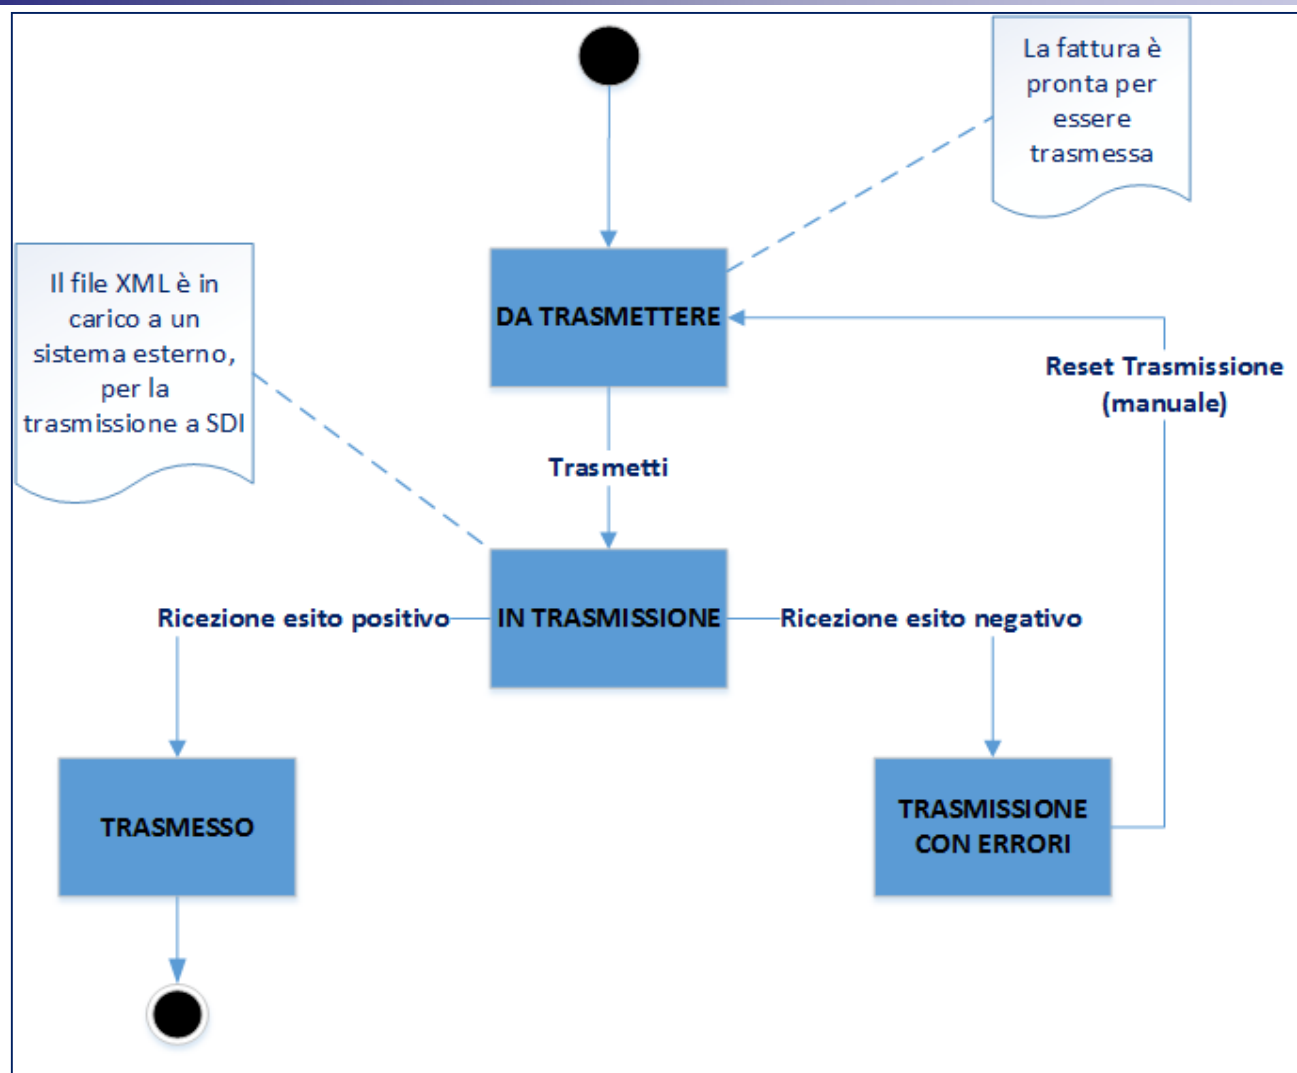 La fattura è
pronta per
essere
trasmessa
Il file XML è in
carico a un
sistema esterno,
per la
trasmissione a SDI
DA TRASMETTERE
Reset Trasmissione
(manuale)
Trasmetti
Ricezione esito positivo
IN TRASMISSIONE
Ricezione esito negativo
TRASMESSO
TRASMISSIONE
CON ERRORI